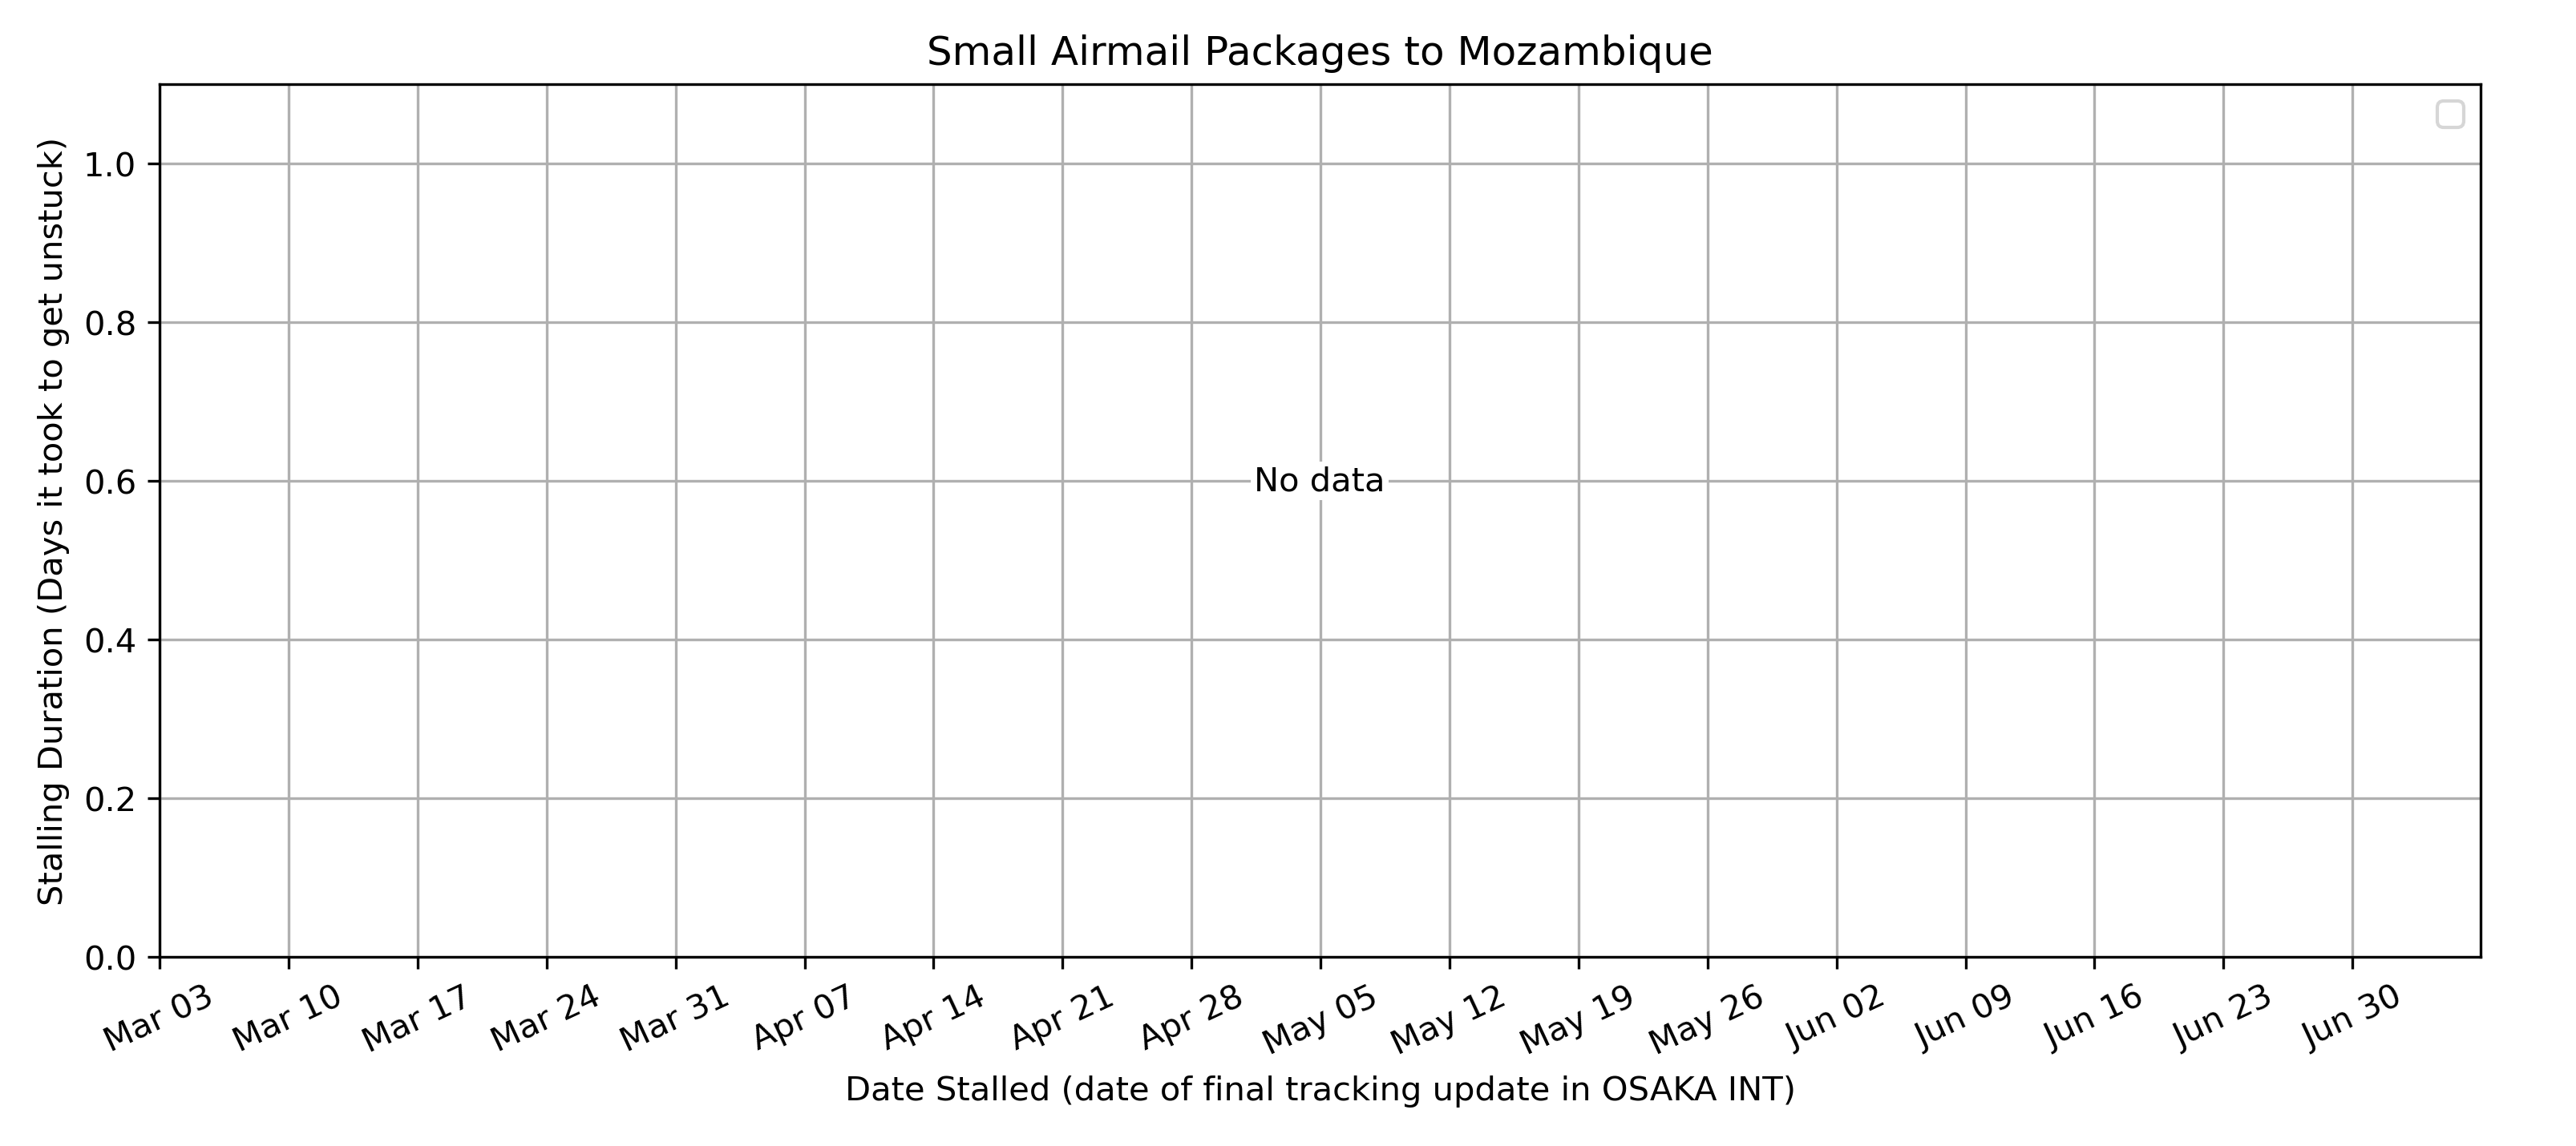 Small Airmail Packages to Mozambique
Stalling Duration (Days it took to get unstuck)
1.0
0.8
0.6
0.4
0.2
0.0
No data
Mar 03 Mar 10 Mar 17 Mar 24 Mar 31 Apr 07 Apr 14 Apr 21 Apr 28 May 05 May 12 May 19 May 26 Jun 02 Jun 09 Jun 16 Jun 23 Jun 30
Date Stalled (date of final tracking update in OSAKA INT)